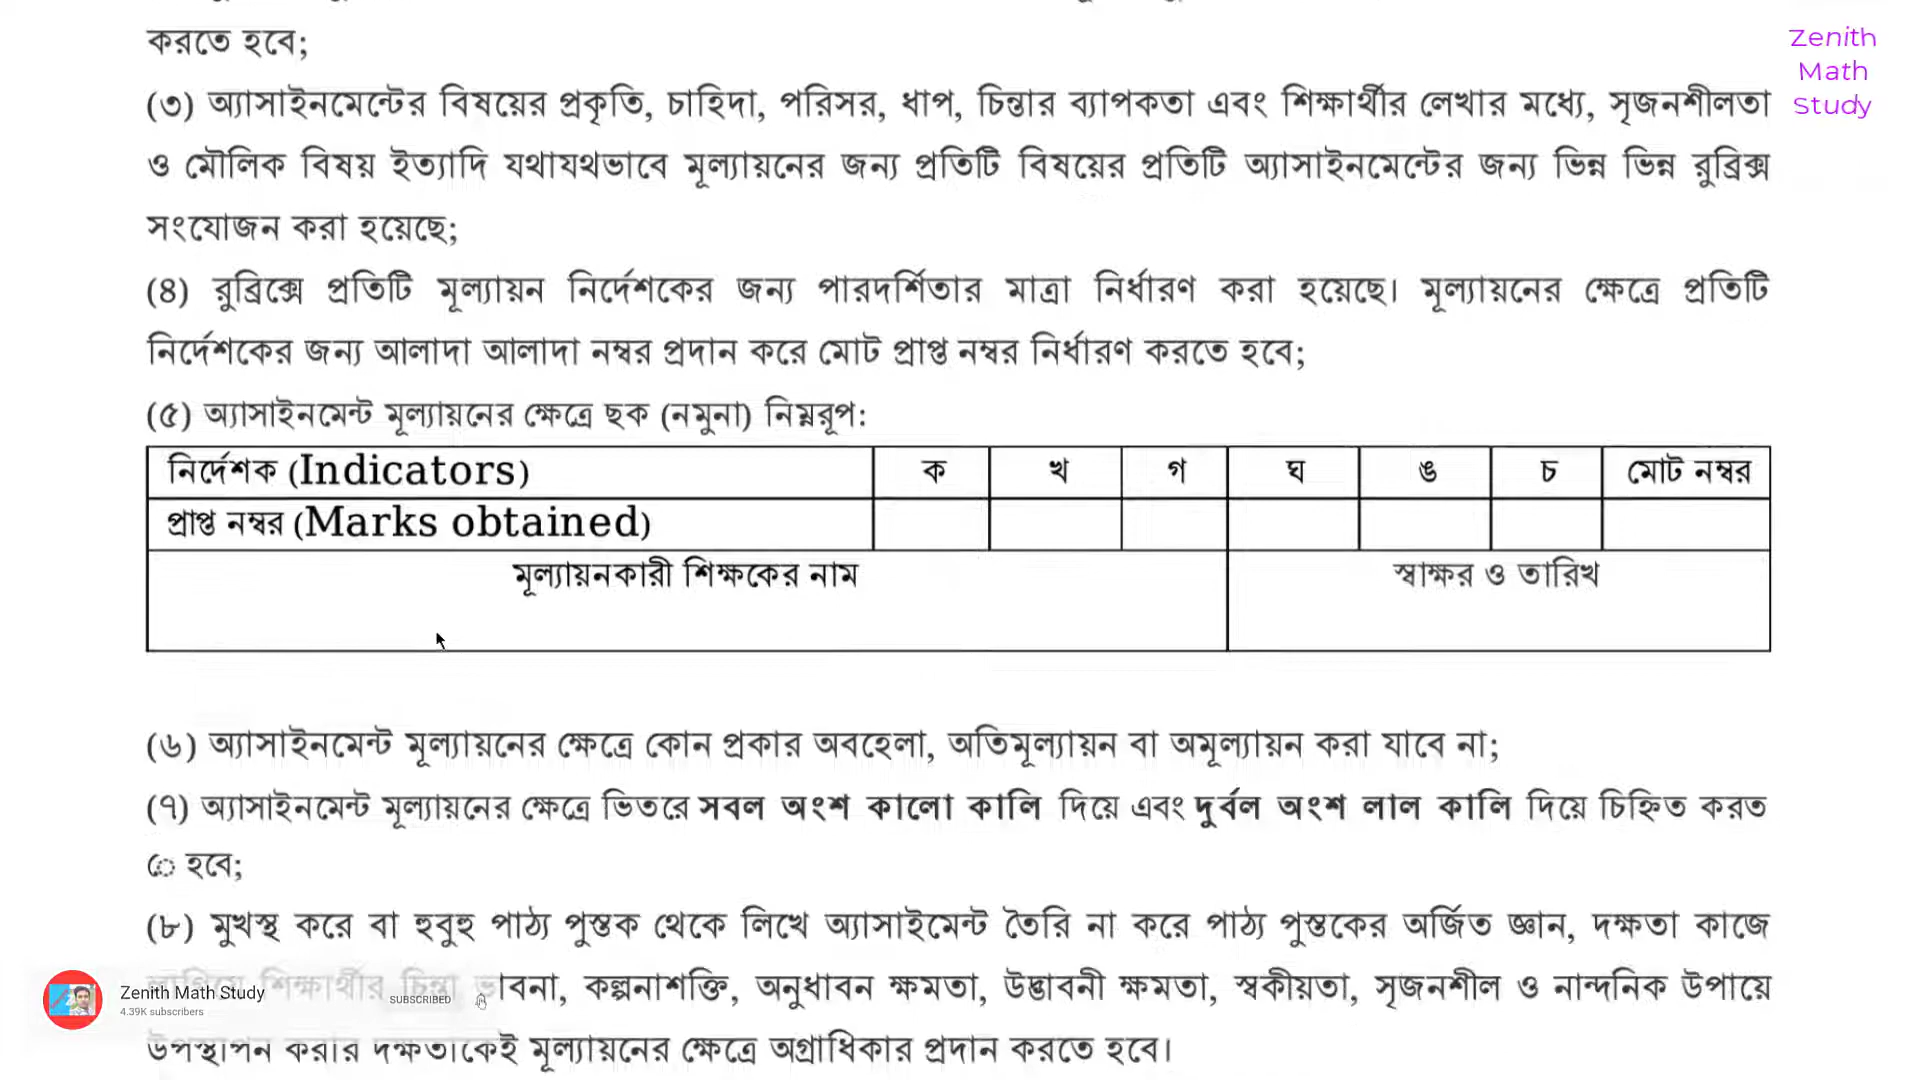 করতে হবে;
Zenith
Math
Study
(৩) অ্যাসাইনমেন্টের বিষয়ের প্রকৃতি, চাহিদা, পরিসর, ধাপ, চিন্তার ব্যাপকতা এবং শিক্ষার্থীর লেখার মধ্যে, সৃজনশীলতা
ও মৌলিক বিষয় ইত্যাদি যথাযথভাবে মূল্যায়নের জন্য প্রতিটি বিষয়ের প্রতিটি অ্যাসাইনমেন্টের জন্য ভিন্ন ভিন্ন রুব্রিক্স
সংযোজন করা হয়েছে;
(৪) রুব্রিক্সে প্রতিটি মূল্যায়ন নির্দেশকের জন্য পারদর্শিতার মাত্রা নির্ধারণ করা হয়েছে। মূল্যায়নের ক্ষেত্রে প্রতিটি
নির্দেশকের জন্য আলাদা আলাদা নম্বর প্রদান করে মোট প্রাপ্ত নম্বর নির্ধারণ করতে হবে;
(৫) অ্যাসাইনমেন্ট মূল্যায়নের ক্ষেত্রে ছক (নমুনা) নিম্নরূপ:
নির্দেশক (Indicators) ক খ গ ঘ ঙ চ মোট নম্বর
প্রাপ্ত নম্বর (Marks obtained)
মূল্যায়নকারী শিক্ষকের নাম স্বাক্ষর ও তারিখ
(৬) অ্যাসাইনমেন্ট মূল্যায়নের ক্ষেত্রে কোন প্রকার অবহেলা, অতিমূল্যায়ন বা অমূল্যায়ন করা যাবে না;
(৭) অ্যাসাইনমেন্ট মূল্যায়নের ক্ষেত্রে ভিতরে সবল অংশ কালো কালি দিয়ে এবং দুর্বল অংশ লাল কালি দিয়ে চিহ্নিত করত
ে হবে;
(৮) মুখস্থ করে বা হুবুহু পাঠ্য পুস্তক থেকে লিখে অ্যাসাইমেন্ট তৈরি না করে পাঠ্য পুস্তকের অর্জিত জ্ঞান, দক্ষতা কাজে
শিক্ষার্থীর চিন্তা ভাবনা, কল্পনাশক্তি, অনুধাবন ক্ষমতা, উদ্ভাবনী ক্ষমতা, স্বকীয়তা, সৃজনশীল ও নান্দনিক উপায়ে
উপস্থাপন করার দক্ষতাকেই মূল্যায়নের ক্ষেত্রে অগ্রাধিকার প্রদান করতে হবে।
Zenith Math Study
4.39K subscribers
SUBSCRIBED